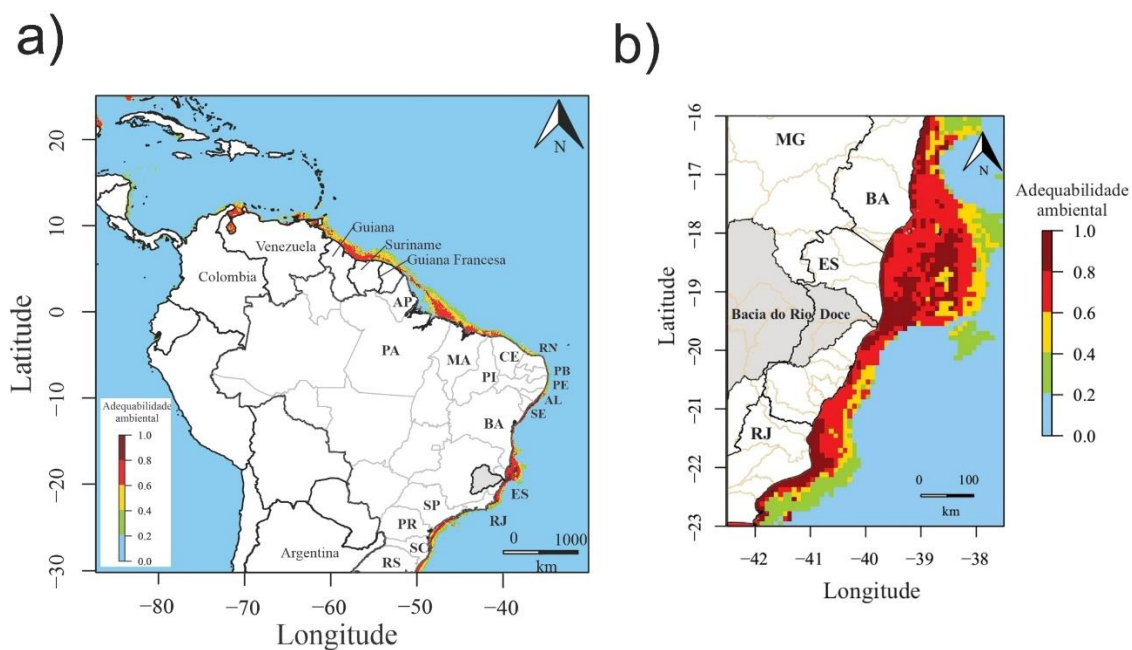 a)
Latitude
20
10
0
−10
−20
−30
−80
−70
−60
−50
−40
Longitude
N
Guiana
Suriname
Guiana Francesa
Venezuela
Colombia
AP
PA
MA
CE
RN
PB
PI
PE
AL
SE
BA
ES
SP
RJ
PR
SC
RS
Argentina
0 1000
km
Adequabilidade
ambiental
1.0
0.8
0.6
0.4
0.2
0.0
b)
Latitude
−16
−17
−18
−19
−20
−21
−22
−23
−42
−41
−40
−39
−38
Longitude
N
MG
BA
ES
Bacia do Rio Doce
RJ
0 100
km
Adequabilidade
ambiental
1.0
0.8
0.6
0.4
0.2
0.0